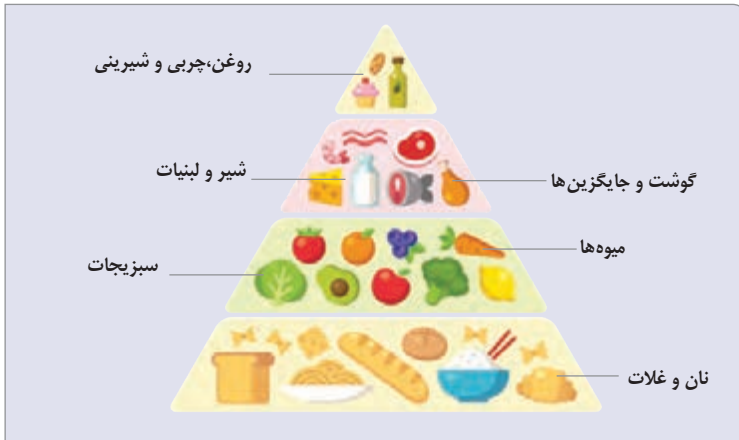 روغن،چربی و شیرینی
شیر و لبنیات
گوشت و جایگزین‌ها
میوه‌ها
سبزیجات
نان و غلات